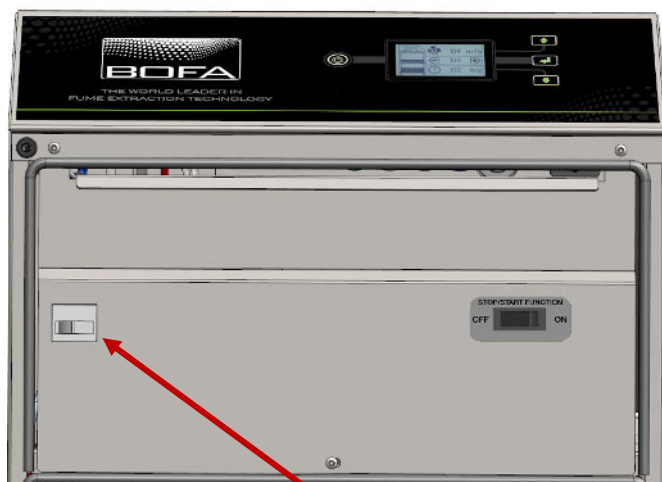 BOFA
THE WORLD LEADER IN
FUME EXTRACTION TECHNOLOGY
STOP/START FUNCTION
OFF ON